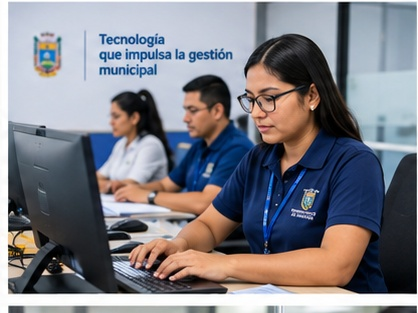 Tecnología
que impulsa la gestión
municipal